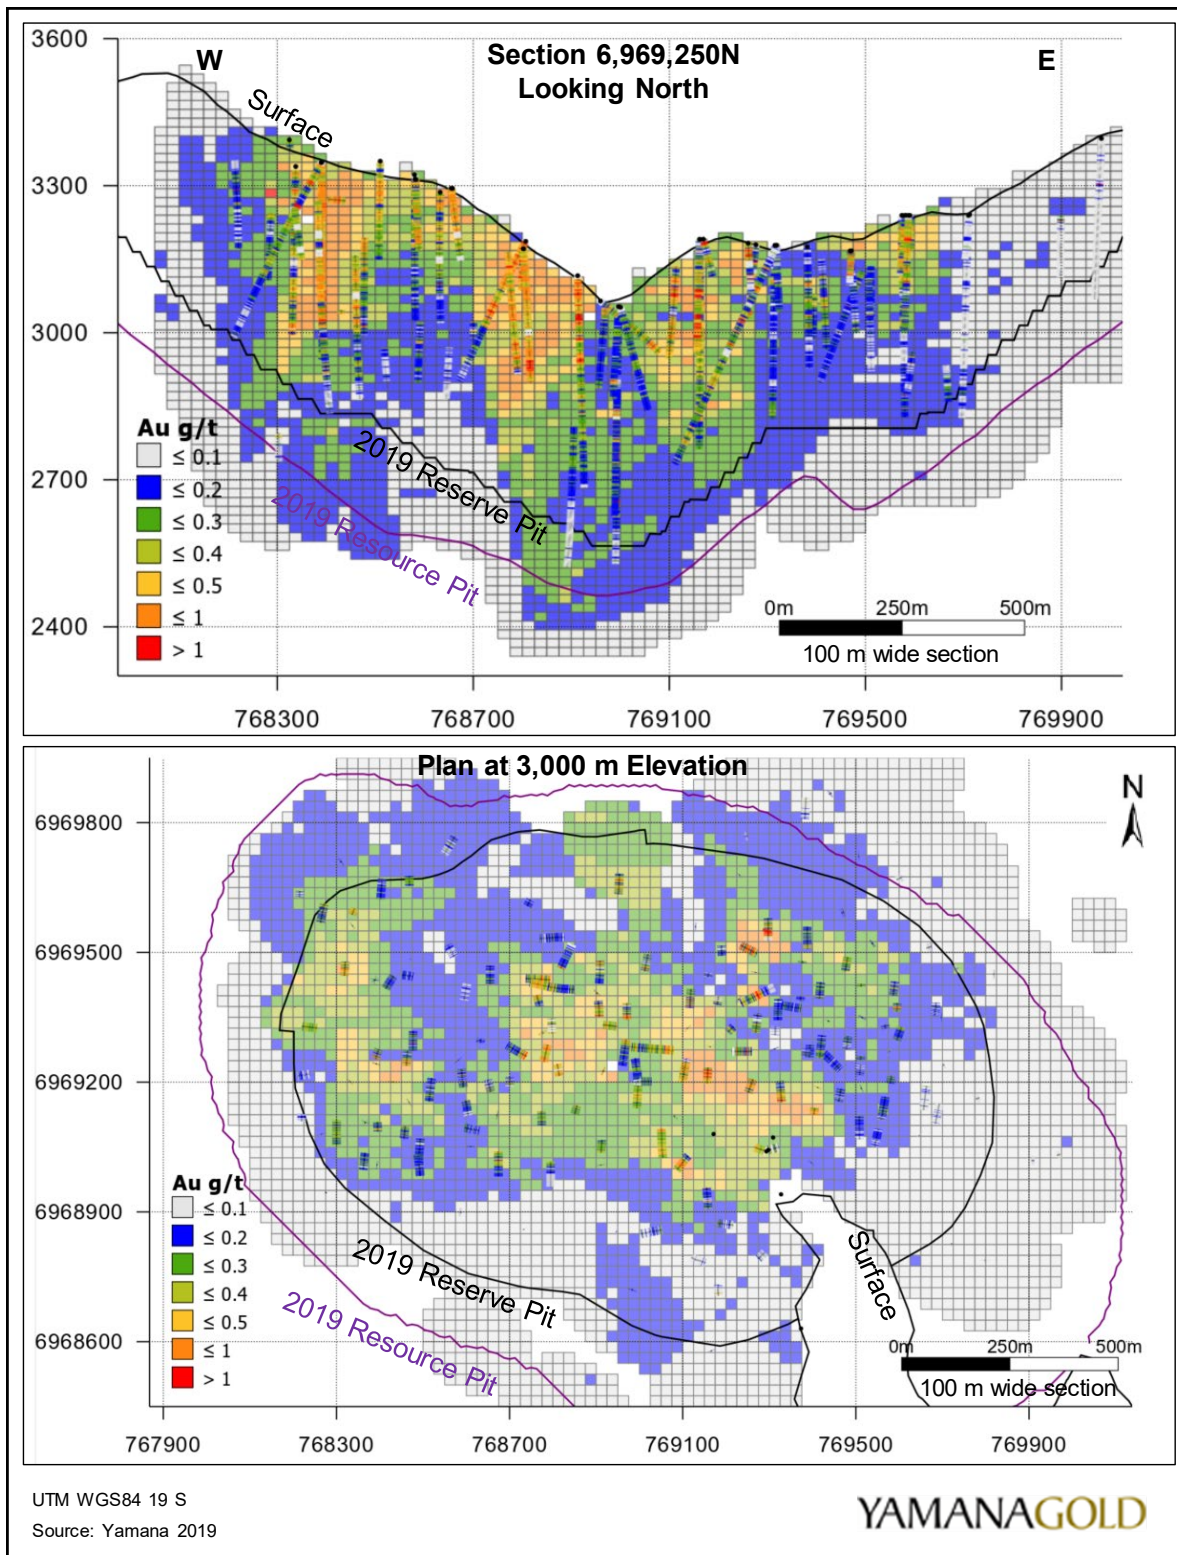 Section 6,969,250N
Looking North
W
E
3600
3300
3000
2700
2400
Surface
2019 Reserve Pit
2019 Resource Pit
Au g/t
≤ 0.1
≤ 0.2
≤ 0.3
≤ 0.4
≤ 0.5
≤ 1
> 1
0m 250m 500m
100 m wide section
768300 768700 769100 769500 769900
Plan at 3,000 m Elevation
N
6969800
6969500
6969200
6968900
6968600
Au g/t
≤ 0.1
≤ 0.2
≤ 0.3
≤ 0.4
≤ 0.5
≤ 1
> 1
2019 Reserve Pit
2019 Resource Pit
Surface
0m 250m 500m
100 m wide section
767900 768300 768700 769100 769500 769900
UTM WGS84 19 S
Source: Yamana 2019
YAMANAGOLD